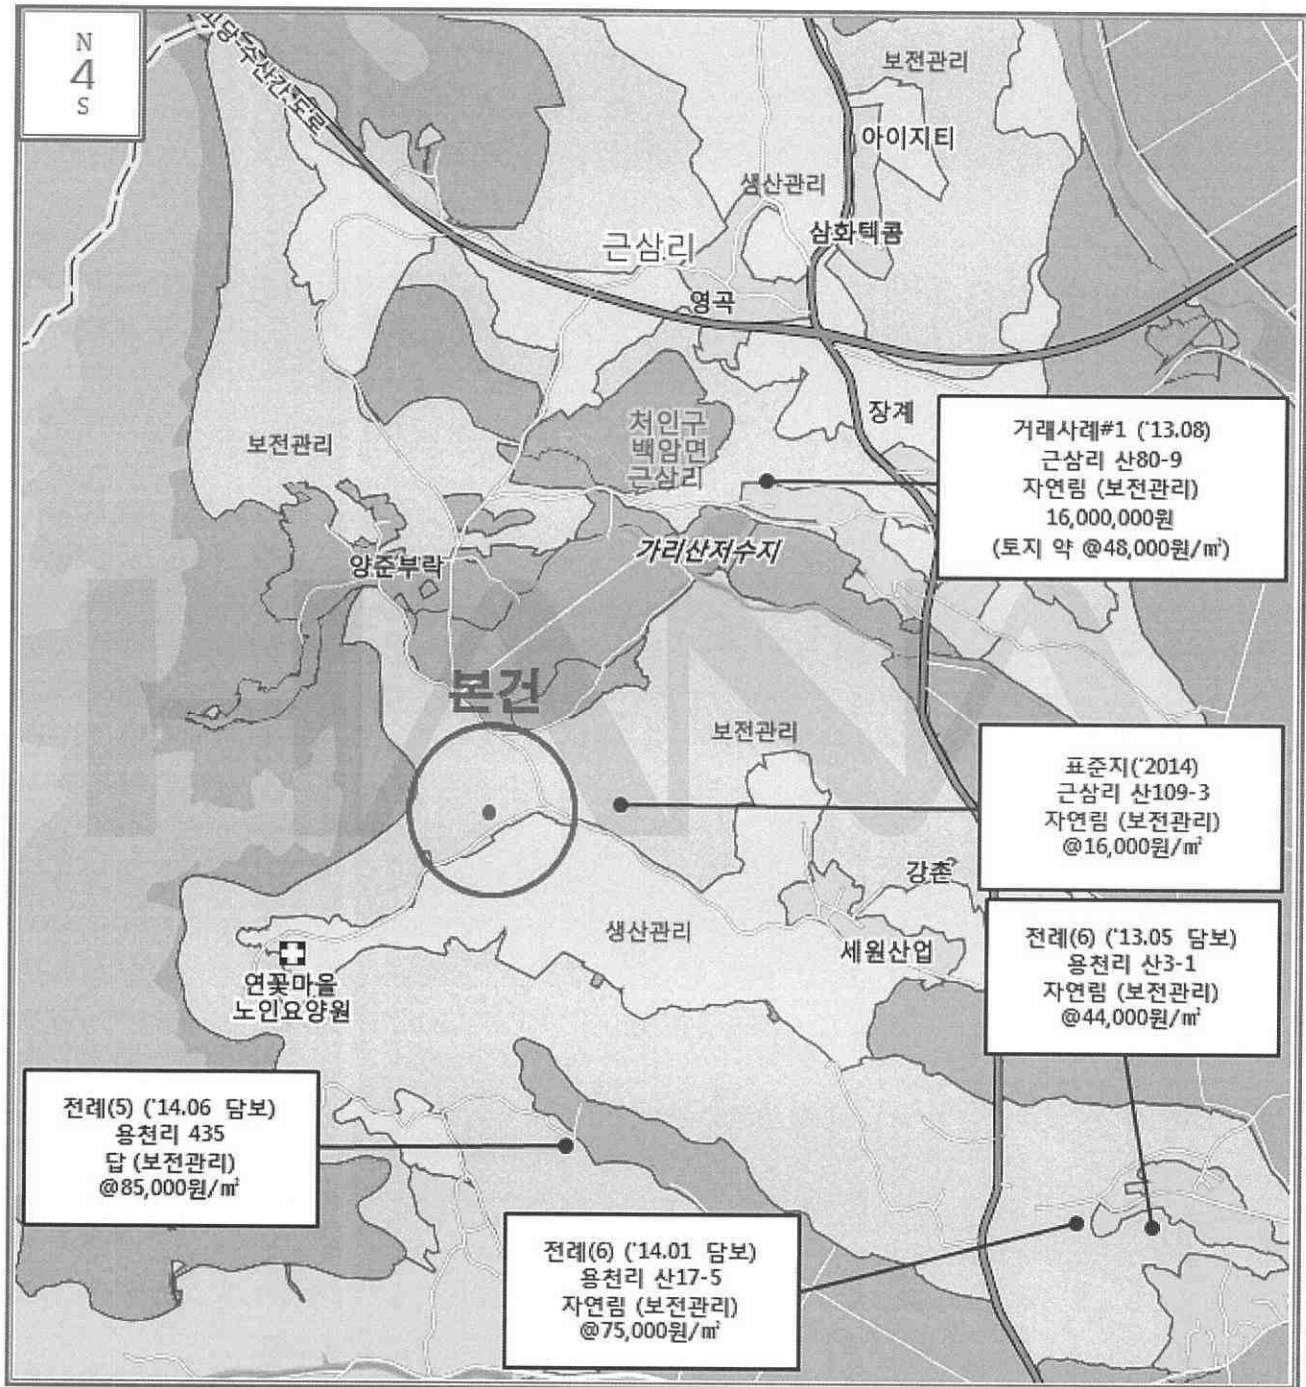 N
4
S
보전관리
아이지티
생산관리
삼화텍콤
근삼리
영곡
장계
처인구
백암면
근삼리
보전관리
거래사례#1 ('13.08)
근삼리 산80-9
자연림 (보전관리)
16,000,000원
(토지 약 @48,000원/㎡)
가리산저수지
양준부락
본건
보전관리
표준지('2014)
근삼리 산109-3
자연림 (보전관리)
@16,000원/㎡
강촌
생산관리
세원산업
전례(6) ('13.05 담보)
용천리 산3-1
자연림 (보전관리)
@44,000원/㎡
연꽃마을
노인요양원
전례(5) ('14.06 담보)
용천리 435
답 (보전관리)
@85,000원/㎡
전례(6) ('14.01 담보)
용천리 산17-5
자연림 (보전관리)
@75,000원/㎡